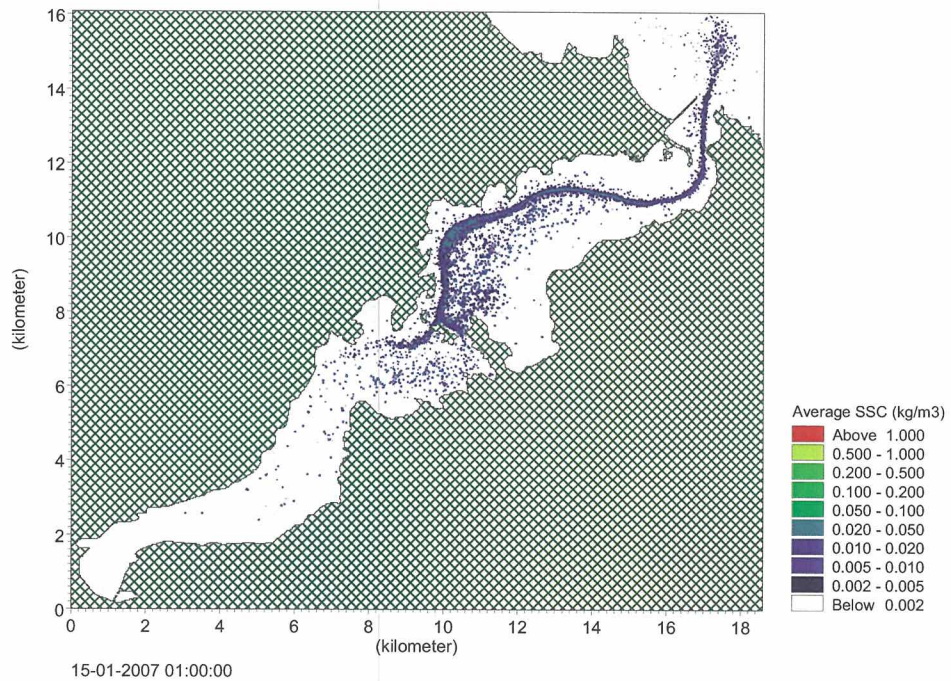 16
14
12
10
8
6
4
2
0
(kilometer)
0 2 4 6 8 10 12 14 16 18
(kilometer)
15-01-2007 01:00:00
Average SSC (kg/m3)
Above 1.000
0.500 - 1.000
0.200 - 0.500
0.100 - 0.200
0.050 - 0.100
0.020 - 0.050
0.010 - 0.020
0.005 - 0.010
0.002 - 0.005
Below 0.002